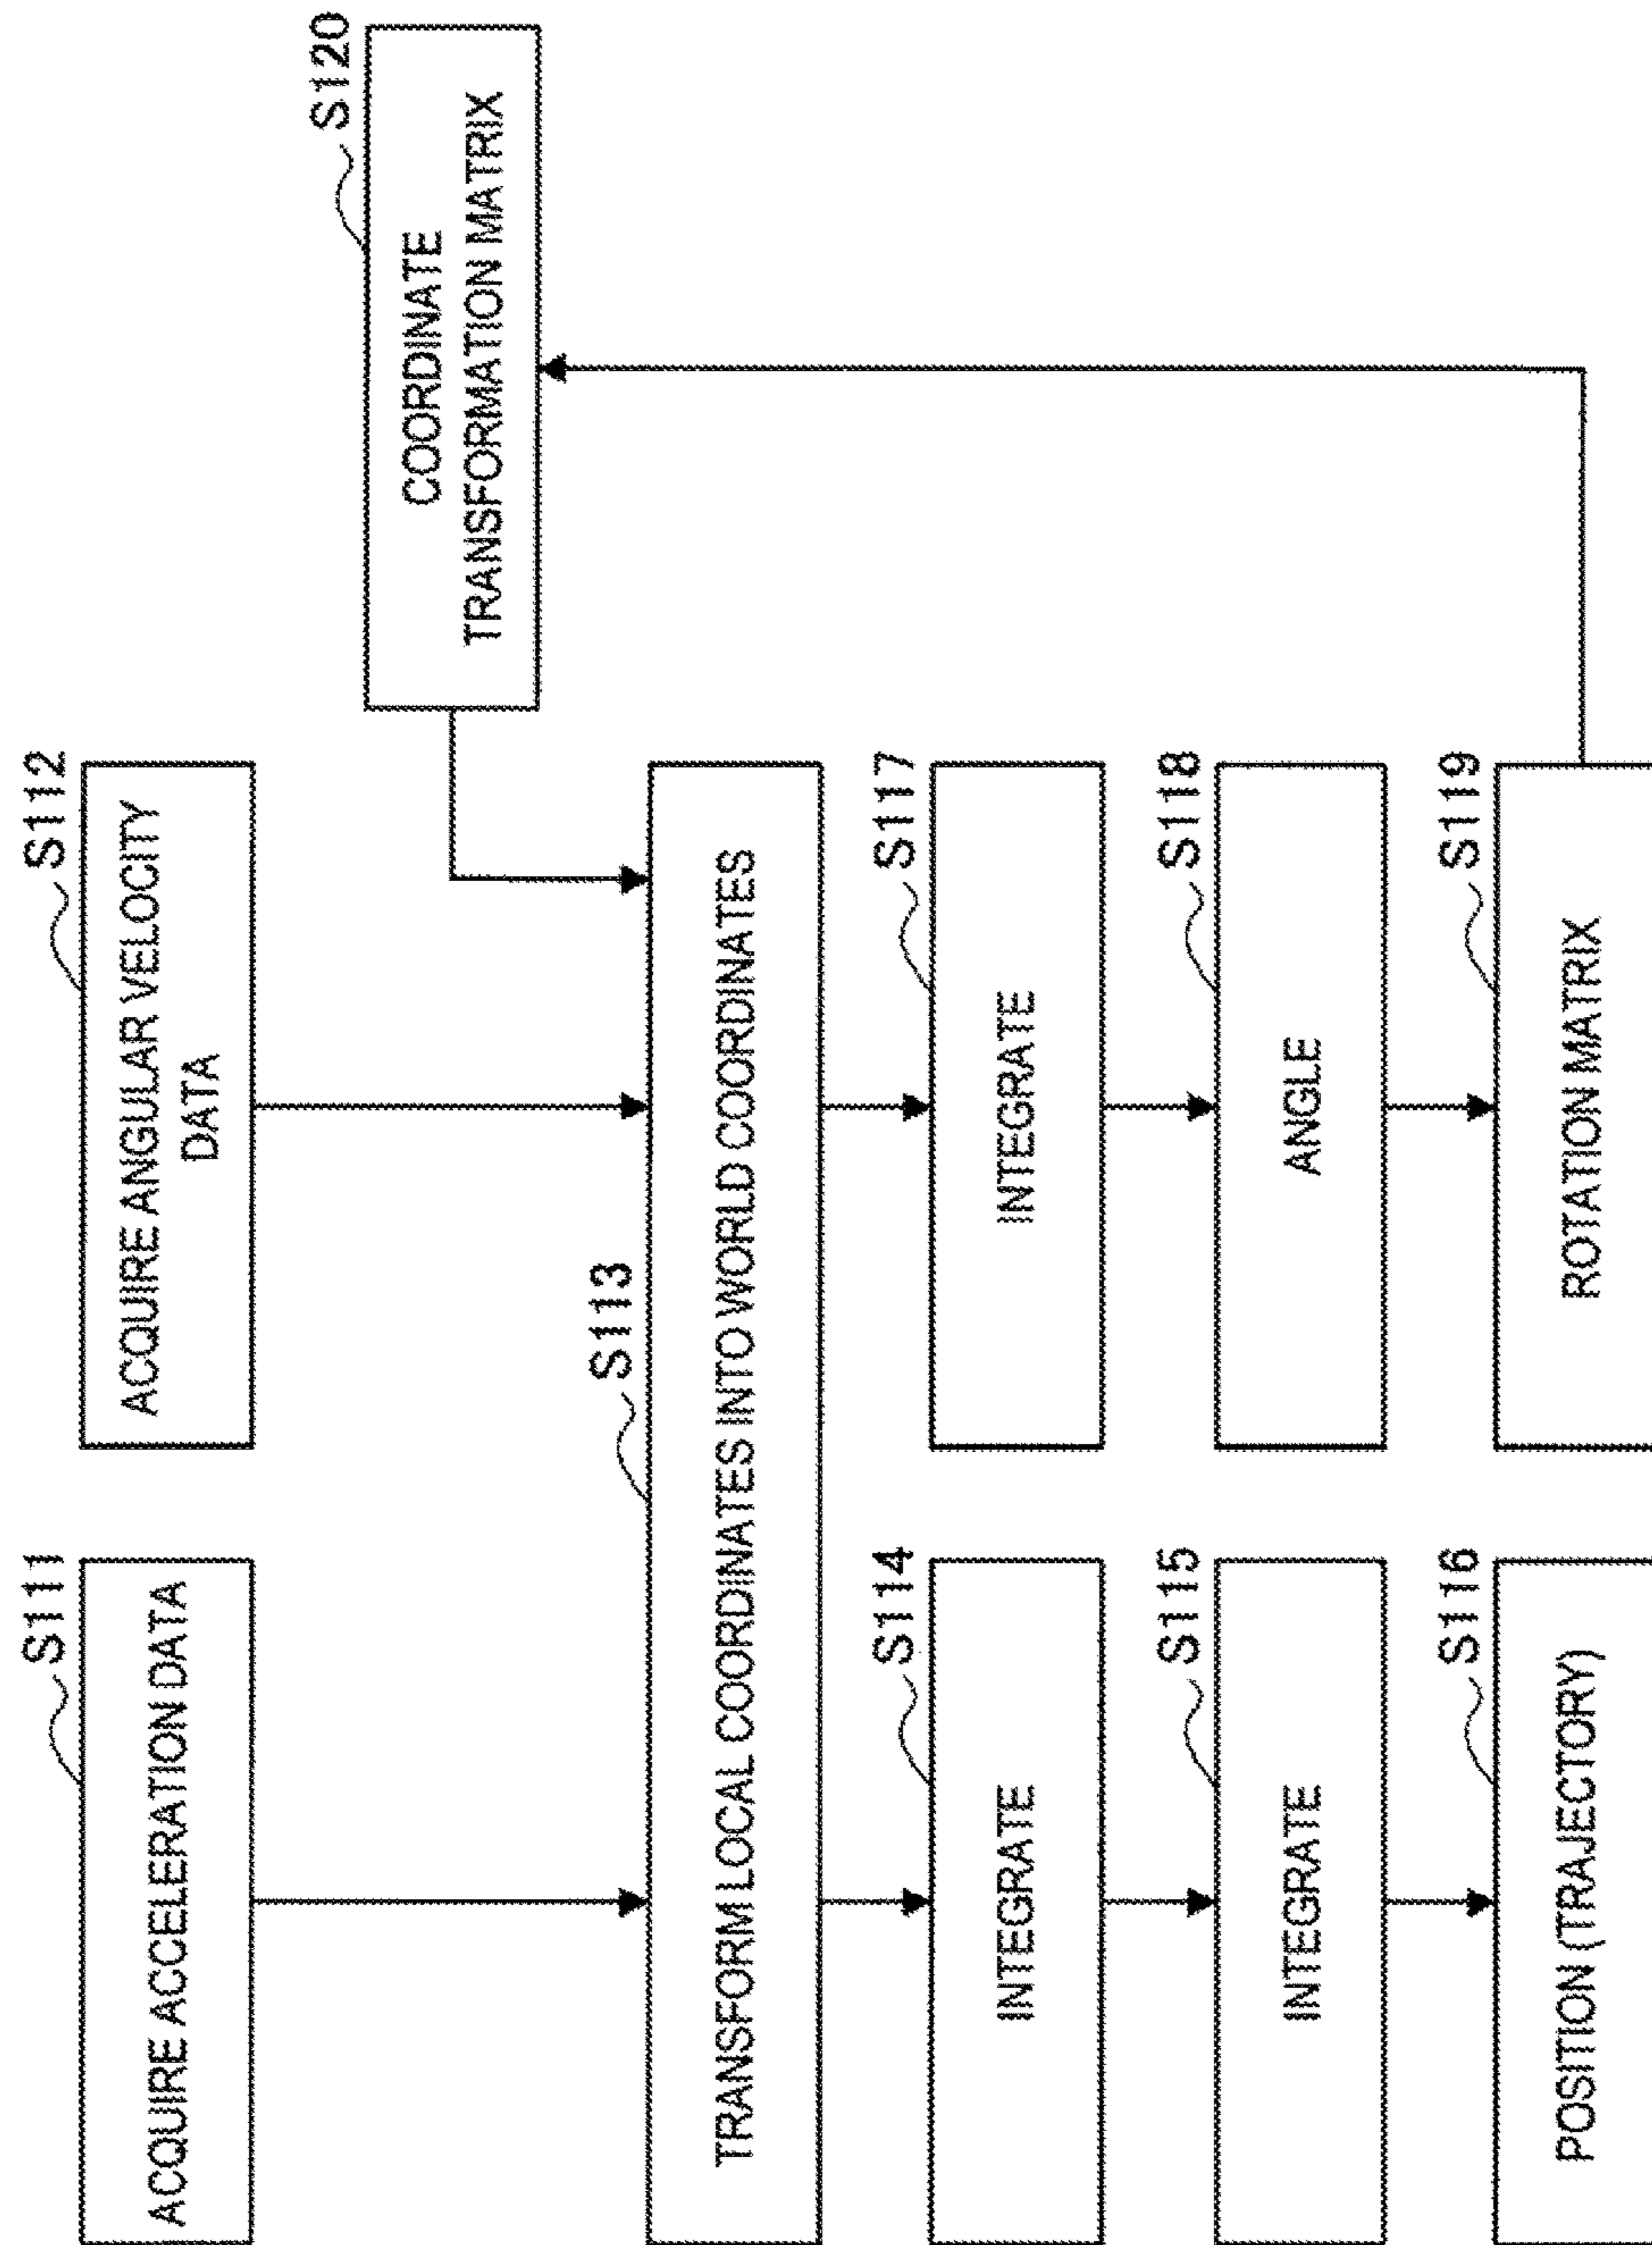 S111
ACQUIRE ACCELERATION DATA
S112
ACQUIRE ANGULAR VELOCITY
DATA
S120
COORDINATE
TRANSFORMATION MATRIX
S113
TRANSFORM LOCAL COORDINATES INTO WORLD COORDINATES
S114
INTEGRATE
S117
INTEGRATE
S115
INTEGRATE
S118
ANGLE
S116
POSITION (TRAJECTORY)
S119
ROTATION MATRIX